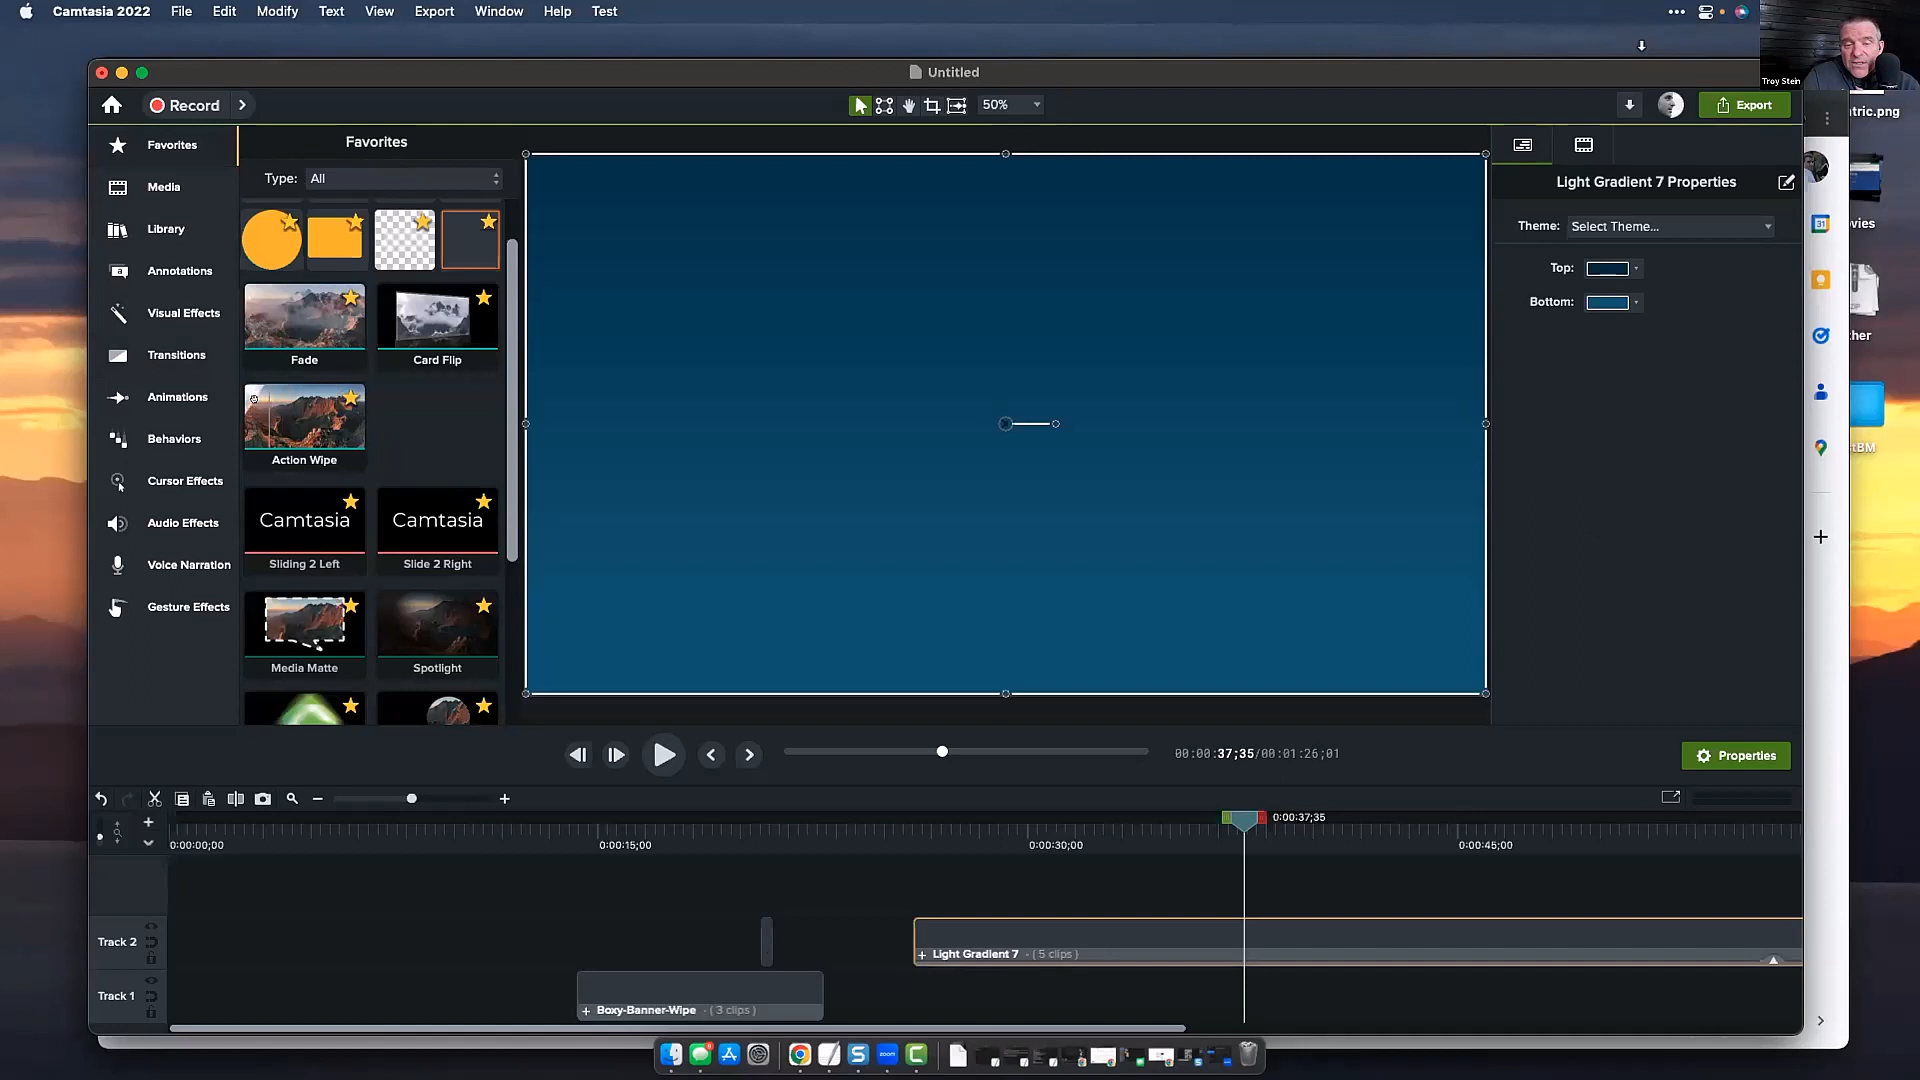 Camtasia 2022 File Edit Modify Text View Export Window Help Test
Troy Stein
Untitled
Record
50%
Export
tric.png
Favorites
Media
Library
Annotations
Visual Effects
Transitions
Animations
Behaviors
Cursor Effects
Audio Effects
Voice Narration
Gesture Effects
Favorites
Type: All
Fade
Card Flip
Action Wipe
Camtasia
Camtasia
Sliding 2 Left
Slide 2 Right
Media Matte
Spotlight
Light Gradient 7 Properties
Theme: Select Theme...
Top:
Bottom:
31
vies
her
tBM
00:00:37;35/00:01:26;01
Properties
0:00:37;35
0:00:00;00
0:00:15;00
0:00:30;00
0:00:45;00
Track 2
+ Light Gradient 7 - ( 5 clips )
Track 1
+ Boxy-Banner-Wipe - ( 3 clips )
zoom